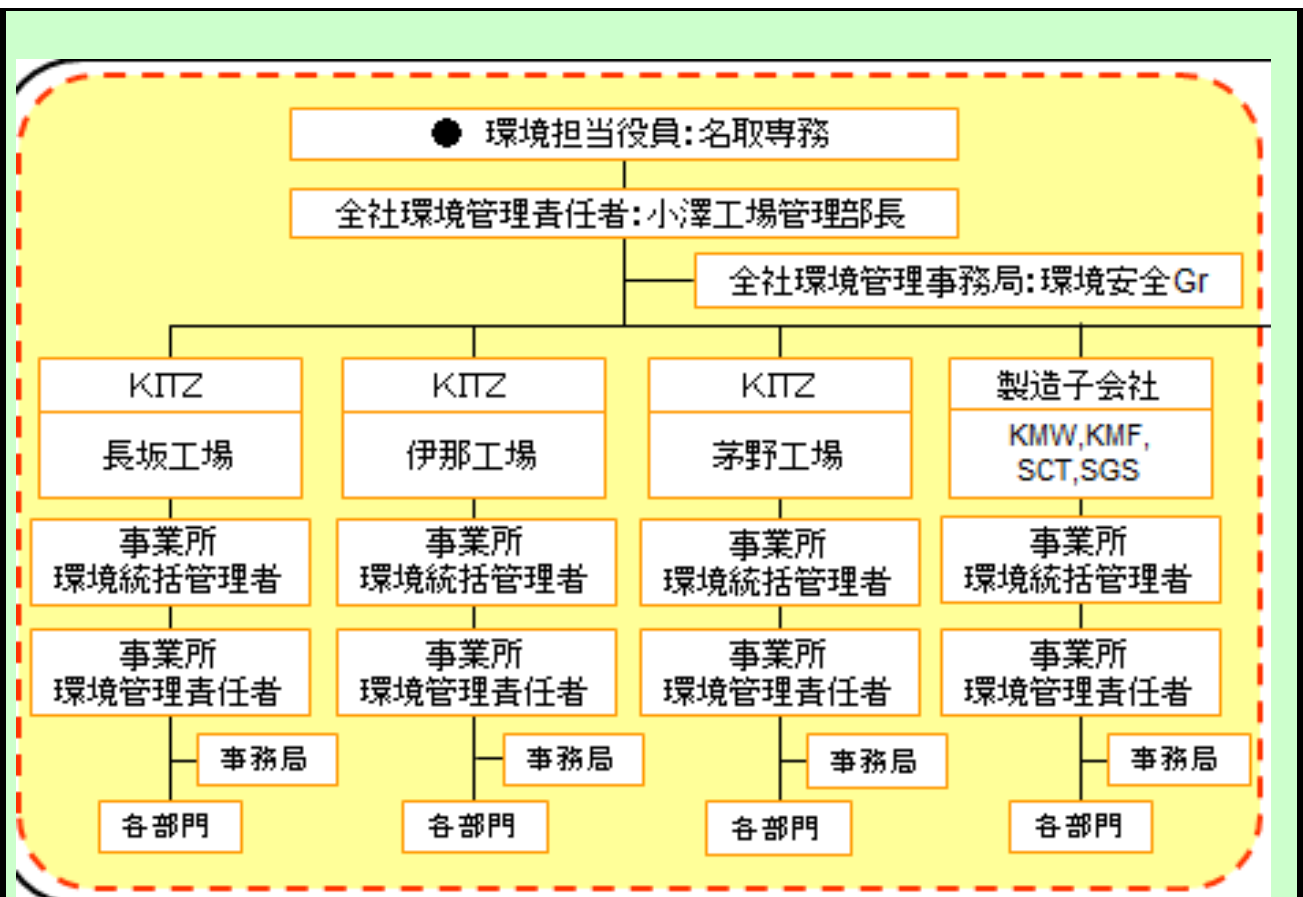 ● 環境担当役員:名取専務
全社環境管理責任者:小澤工場管理部長
全社環境管理事務局:環境安全Gr
KITZ
長坂工場
KITZ
伊那工場
KITZ
茅野工場
製造子会社
KMW,KMF,
SCT,SGS
事業所
環境統括管理者
事業所
環境統括管理者
事業所
環境統括管理者
事業所
環境統括管理者
事業所
環境管理責任者
事業所
環境管理責任者
事業所
環境管理責任者
事業所
環境管理責任者
事務局
事務局
事務局
事務局
各部門
各部門
各部門
各部門